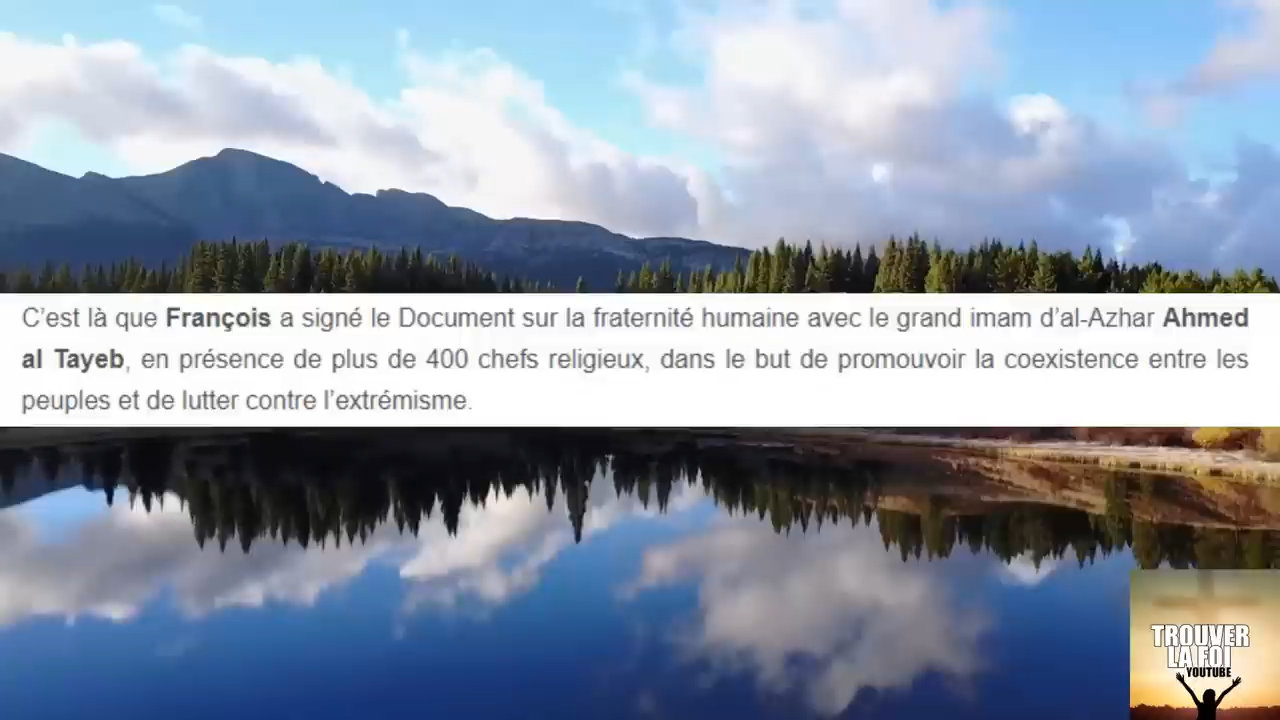 C’est là que François a signé le Document sur la fraternité humaine avec le grand imam d’al-Azhar Ahmed
al Tayeb, en présence de plus de 400 chefs religieux, dans le but de promouvoir la coexistence entre les
peuples et de lutter contre l’extrémisme.
TROUVER
LA FOI
YOUTUBE